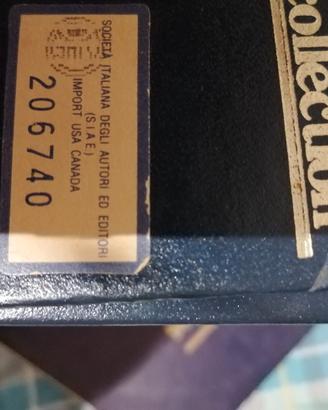 SOCIETÀ ITALIANA DEGLI AUTORI ED EDITORI
(S I A E)
IMPORT USA CANADA
206740
collection